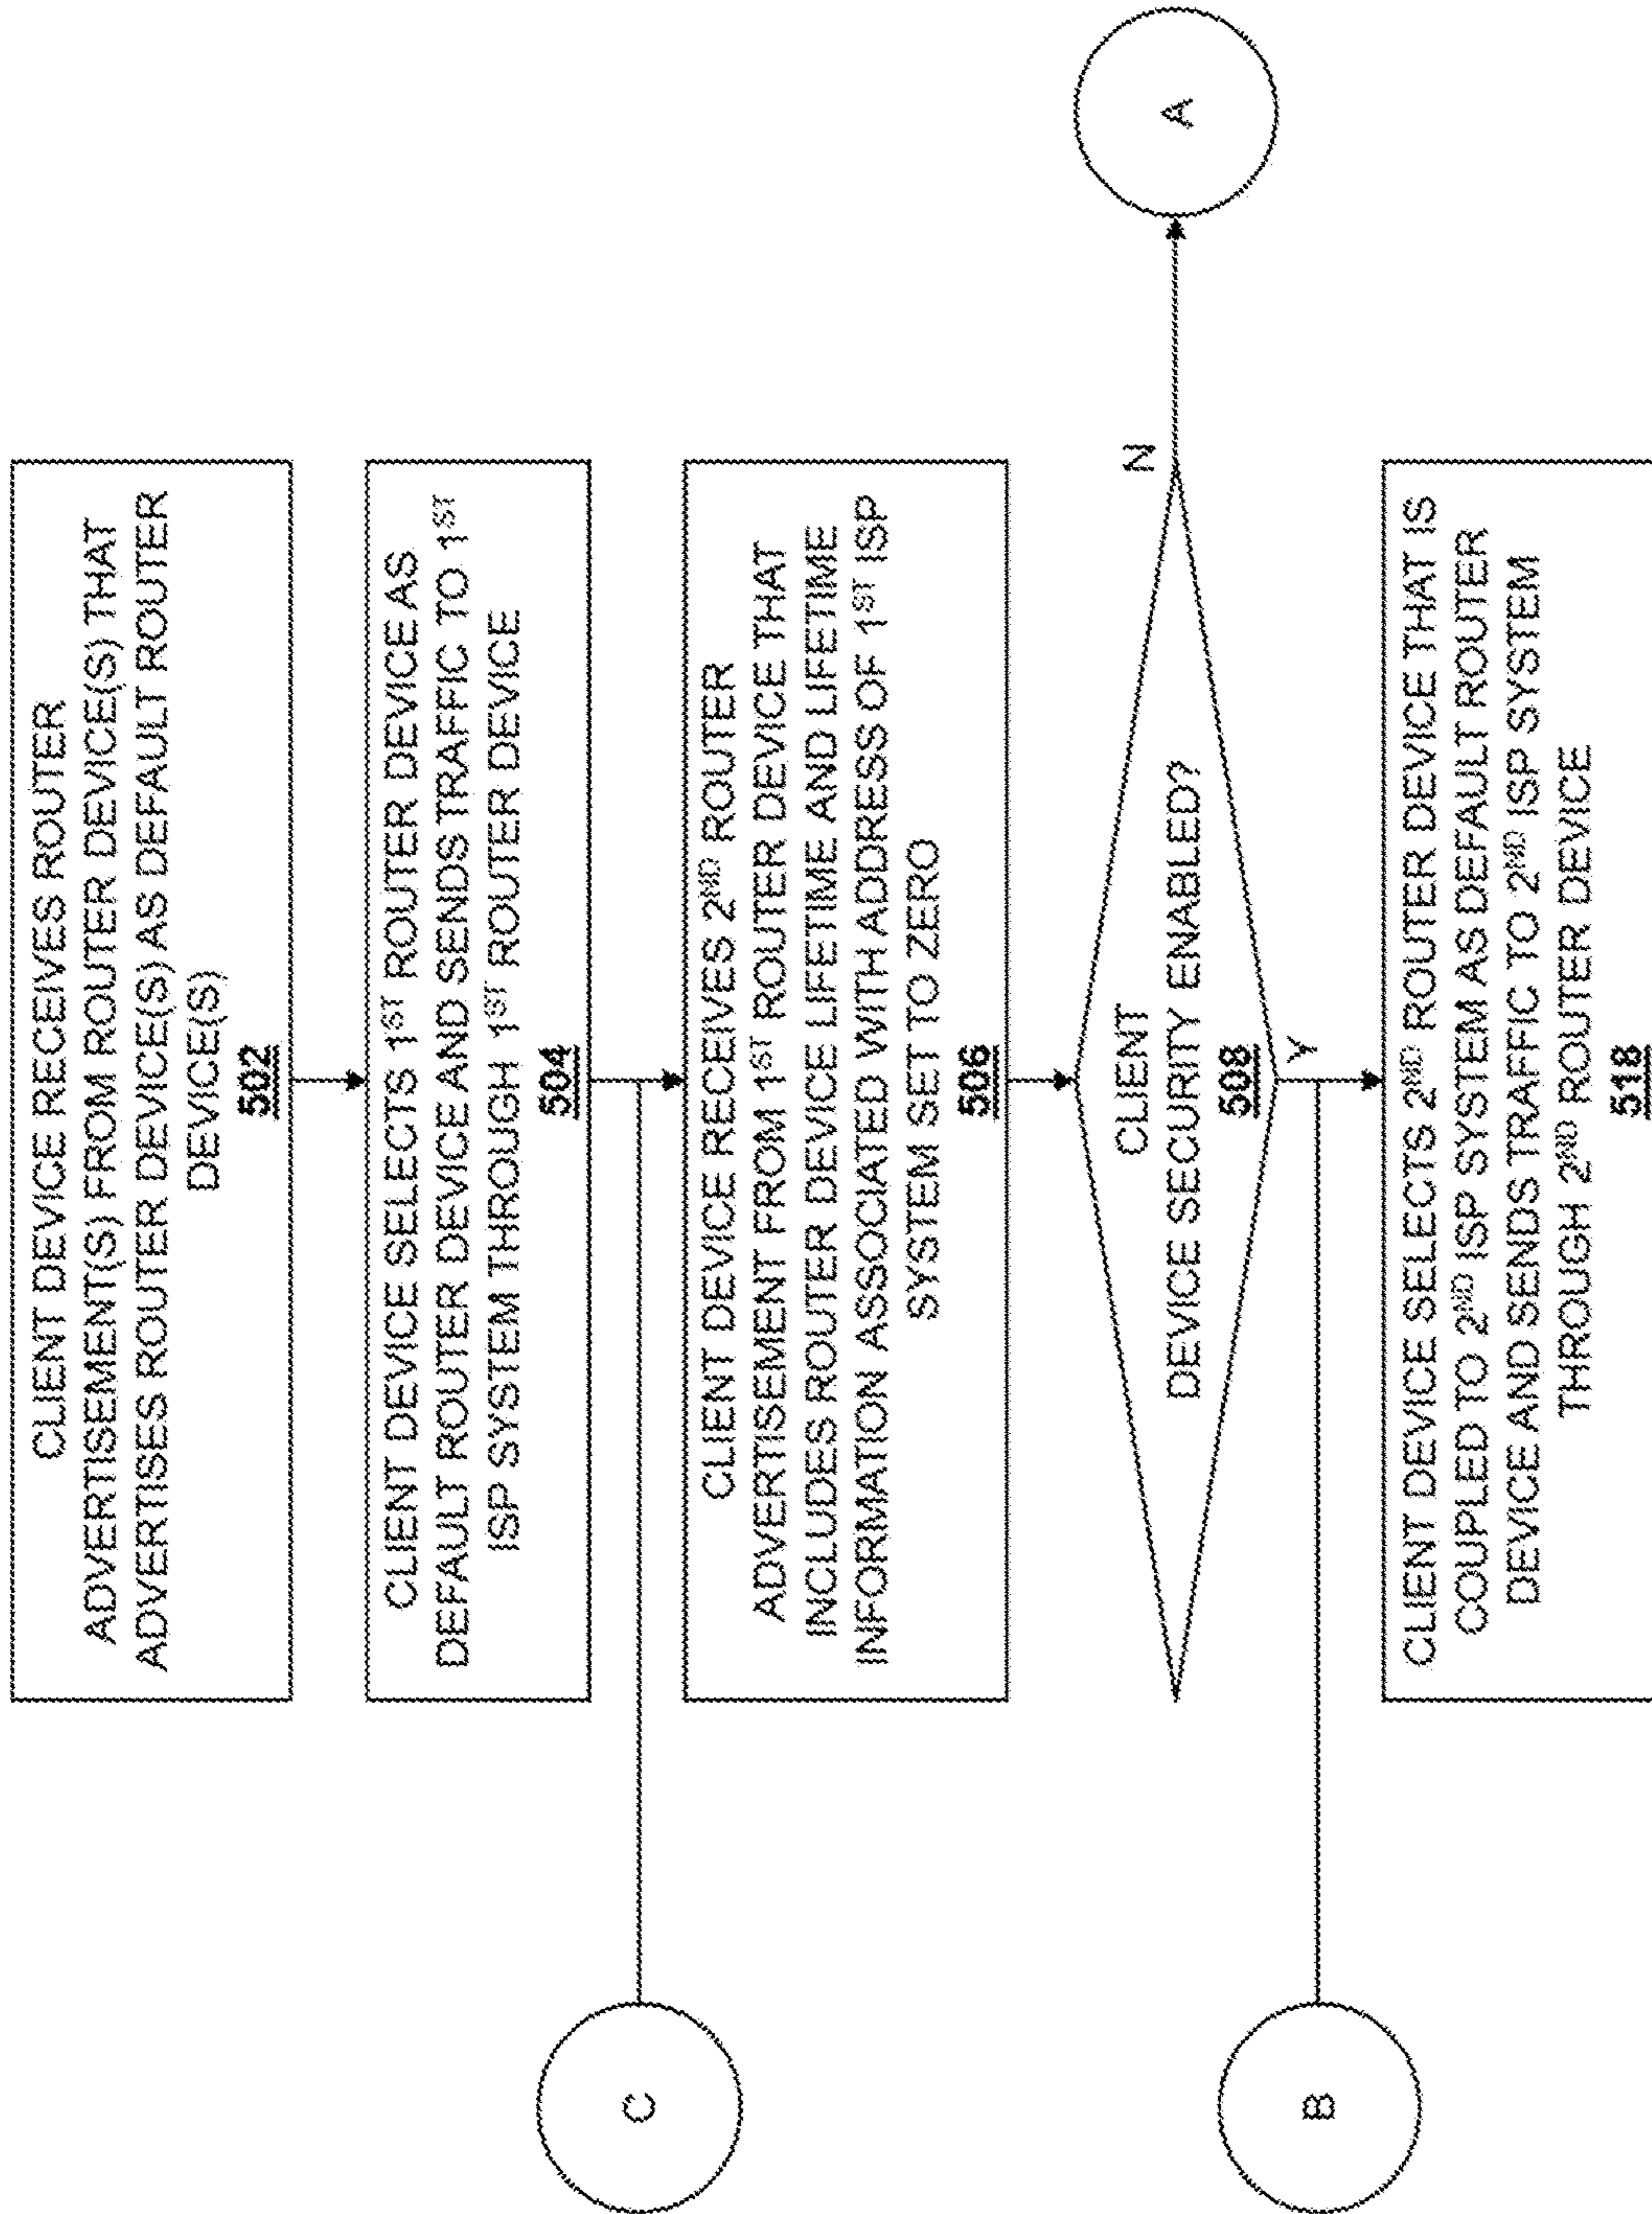 CLIENT DEVICE RECEIVES ROUTER
ADVERTISEMENT(S) FROM ROUTER DEVICE(S) THAT
ADVERTISES ROUTER DEVICE(S) AS DEFAULT ROUTER
DEVICE(S)
502
CLIENT DEVICE SELECTS 1ST ROUTER DEVICE AS
DEFAULT ROUTER DEVICE AND SENDS TRAFFIC TO 1ST
ISP SYSTEM THROUGH 1ST ROUTER DEVICE
504
C
CLIENT DEVICE RECEIVES 2ND ROUTER
ADVERTISEMENT FROM 1ST ROUTER DEVICE THAT
INCLUDES ROUTER DEVICE LIFETIME AND LIFETIME
INFORMATION ASSOCIATED WITH ADDRESS OF 1ST ISP
SYSTEM SET TO ZERO
506
CLIENT
DEVICE SECURITY ENABLED?
508
N
A
Y
B
CLIENT DEVICE SELECTS 2ND ROUTER DEVICE THAT IS
COUPLED TO 2ND ISP SYSTEM AS DEFAULT ROUTER
DEVICE AND SENDS TRAFFIC TO 2ND ISP SYSTEM
THROUGH 2ND ROUTER DEVICE
518